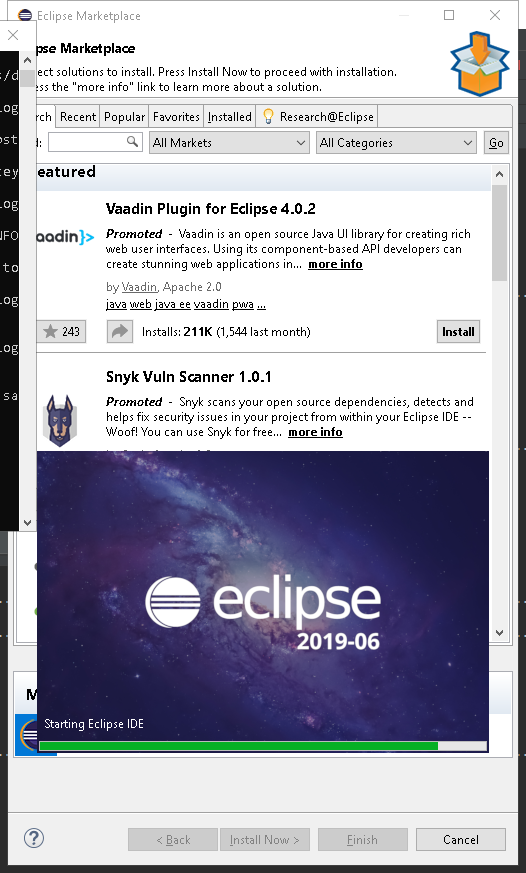 Eclipse Marketplace
pse Marketplace
ect solutions to install. Press Install Now to proceed with installation.
ess the "more info" link to learn more about a solution.
rch Recent Popular Favorites Installed Research@Eclipse
d: All Markets All Categories Go
eatured
Vaadin Plugin for Eclipse 4.0.2
aadin}>
Promoted - Vaadin is an open source Java UI library for creating rich
web user interfaces. Using its component-based API developers can
create stunning web applications in... more info
by Vaadin, Apache 2.0
java web java ee vaadin pwa ...
243 Installs: 211K (1,544 last month) Install
Snyk Vuln Scanner 1.0.1
Promoted - Snyk scans your open source dependencies, detects and
helps fix security issues in your project from within your Eclipse IDE --
Woof! You can use Snyk for free... more info
s/d
log
ost
key
log
NFO
to
log
log
sa
eclipse
2019-06
M
Starting Eclipse IDE
? < Back Install Now > Finish Cancel